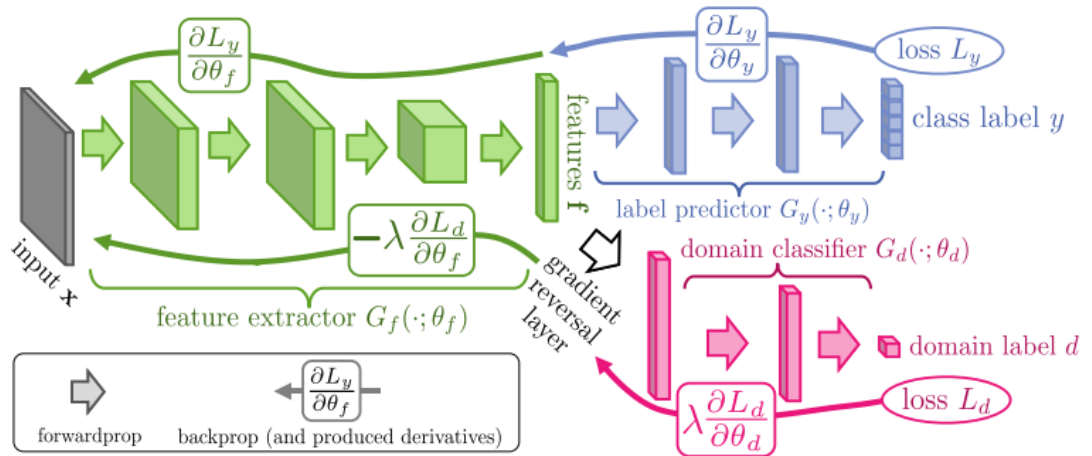 ∂L_y/∂θ_f
∂L_y/∂θ_y
loss L_y
features f
class label y
label predictor G_y(·;θ_y)
input x
−λ ∂L_d/∂θ_f
feature extractor G_f(·;θ_f)
gradient
reversal
layer
domain classifier G_d(·;θ_d)
domain label d
λ ∂L_d/∂θ_d
loss L_d
forwardprop
∂L_y/∂θ_f
backprop (and produced derivatives)